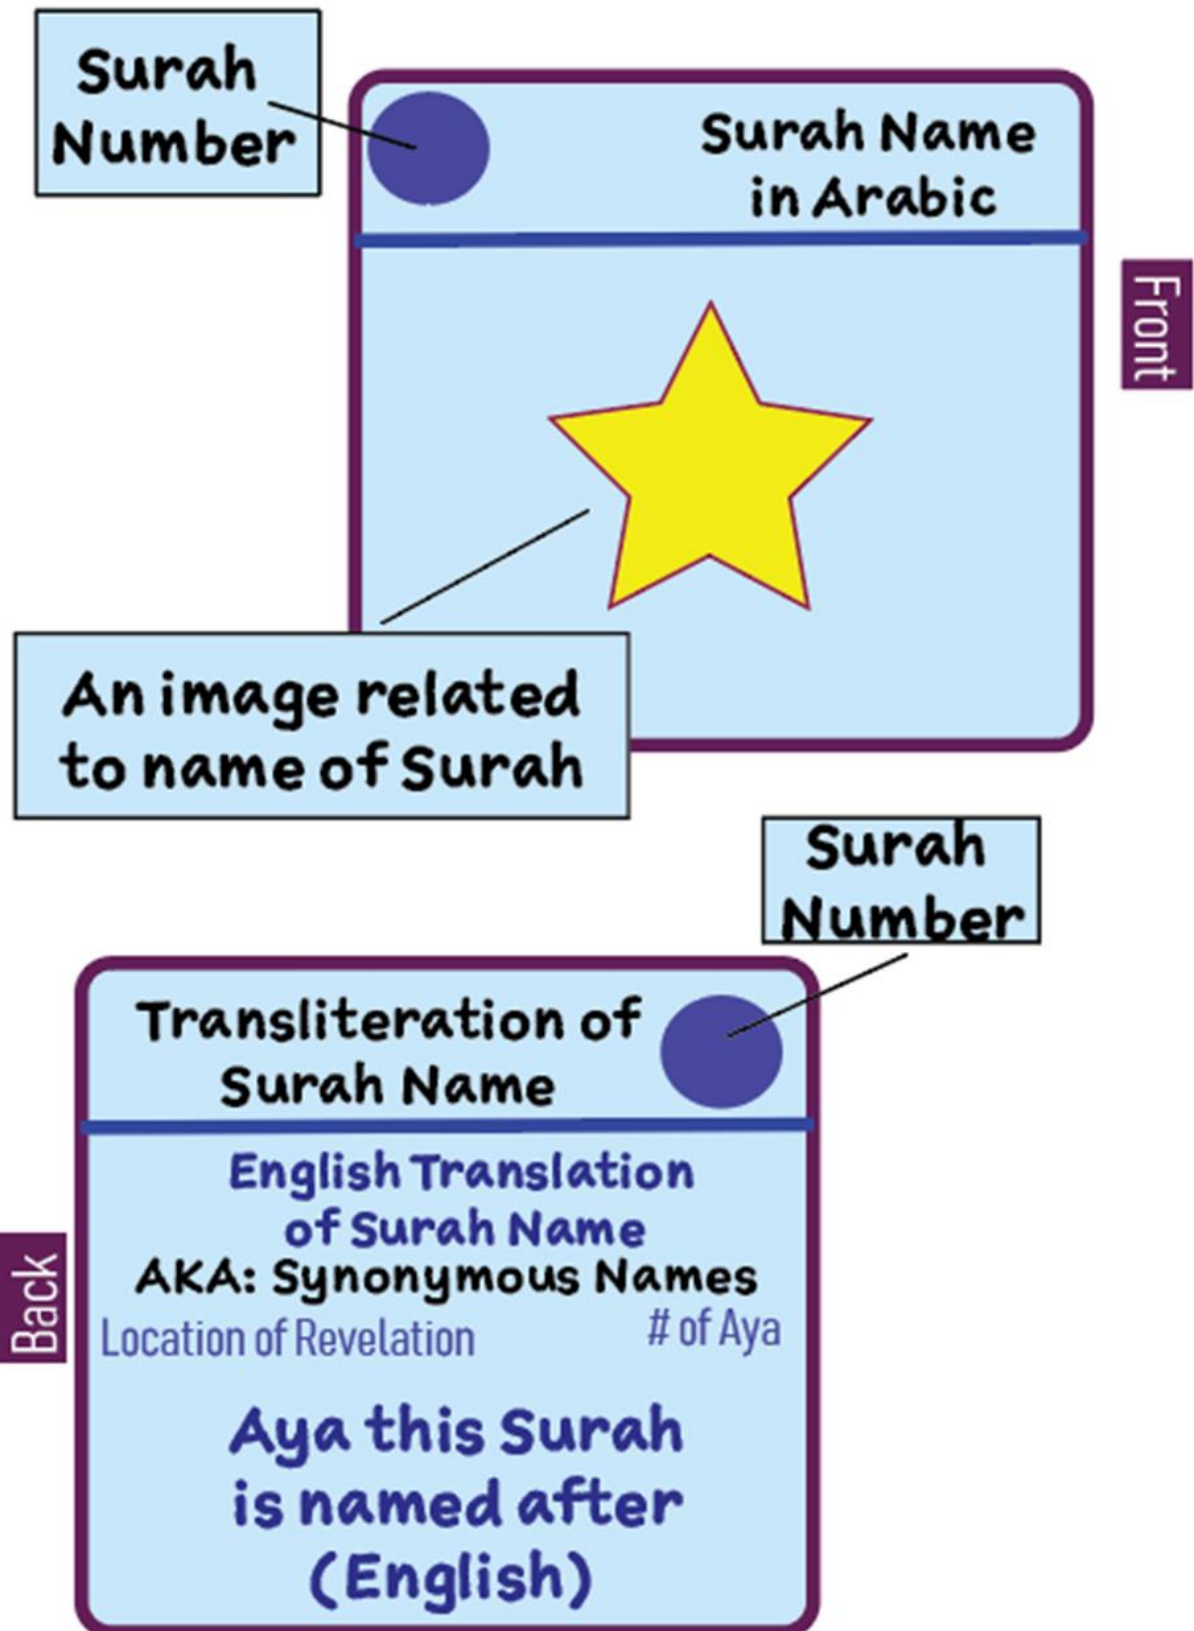 Surah
Number
Surah Name
in Arabic
Front
An image related
to name of Surah
Surah
Number
Transliteration of
Surah Name
English Translation
of Surah Name
AKA: Synonymous Names
Location of Revelation # of Aya
Back
Aya this Surah
is named after
(English)